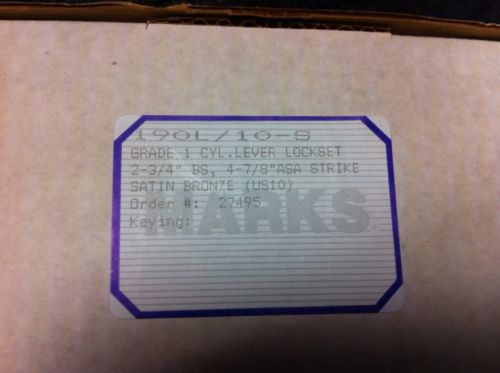 190L/10-S
GRADE 1 CYL.LEVER LOCKSET
2-3/4" BS, 4-7/8"ASA STRIKE
SATIN BRONZE (US10)
Order #: 27495
Keying:
MARKS